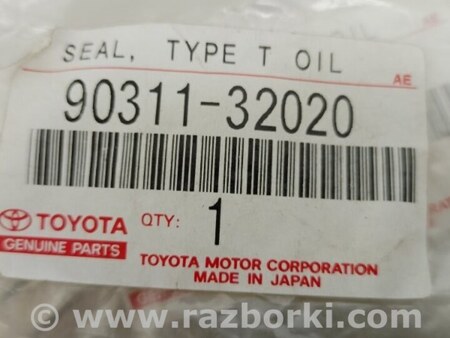 SEAL, TYPE T OIL
AE
90311-32020
TOYOTA
GENUINE PARTS
QTY: 1
TOYOTA MOTOR CORPORATION
MADE IN JAPAN
© www.razborki.com